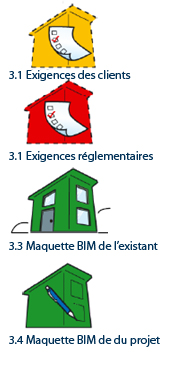 3.1 Exigences des clients
3.1 Exigences réglementaires
3.3 Maquette BIM de l'existant
3.4 Maquette BIM de du projet